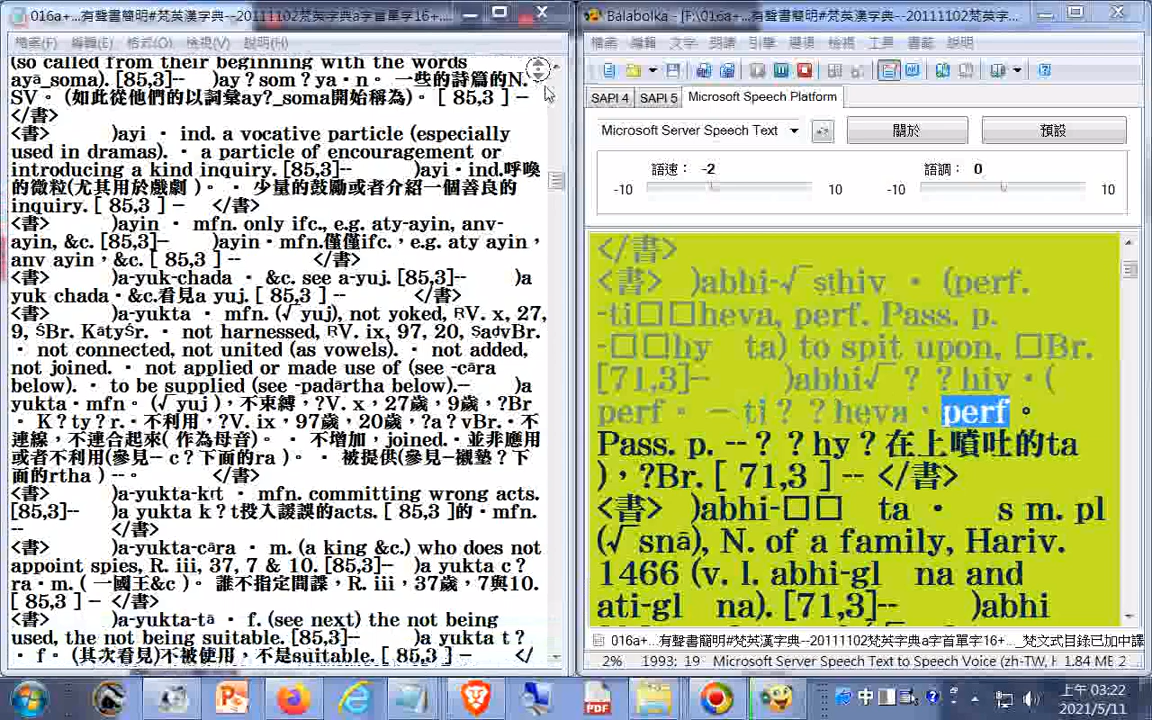 016a+...有聲書簡明#梵英漢字典--20111102梵英字典a字首單字16+...
檔案(F) 編輯(E) 格式(O) 檢視(V) 說明(H)
(so called from their beginning with the words
ayā_soma). [85,3]–      )ay ? som ? ya・n。 一些的詩篇的N.
SV。 (如此從他們的以詞彙ay?_soma開始稱為)。 [ 85,3 ] –
</書>
<書>      )ayi ・ ind. a vocative particle (especially
used in dramas). ・ a particle of encouragement or
introducing a kind inquiry. [85,3]–      )ayi・ind.呼喚
的微粒(尤其用於戲劇 )。・ 少量的鼓勵或者介紹一個善良的
inquiry. [ 85,3 ] –      </書>
<書>      )ayin ・ mfn. only ifc., e.g. aty-ayin, anv-
ayin, &c. [85,3]–      )ayin・mfn.僅僅ifc.，e.g. aty ayin，
anv ayin，&c. [ 85,3 ] –      </書>
<書>      )a-yuk-chada ・ &c. see a-yuj. [85,3]–      )a
yuk chada・&c.看見a yuj. [ 85,3 ] –      </書>
<書>      )a-yukta ・ mfn. (√ yuj), not yoked, RV. x, 27,
9, ŚBr. KātyŚr. ・ not harnessed, RV. ix, 97, 20, ṢaḍvBr.
・ not connected, not united (as vowels). ・ not added,
not joined. ・ not applied or made use of (see -cāra
below). ・ to be supplied (see -padārtha below).–      )a
yukta・mfn。 (√ yuj )，不束縛，?V. x，27歲，9歲，?Br
・ K ? ty ? r.・不利用，?V. ix，97歲，20，?a ? vBr.・不
連線，不連合起來( 作為母音)。 ・ 不增加，joined.・並非應用
或者不利用(參見-- c ? 下面的ra )。 ・ 被提供(參見--襯墊 ? 下
面的rtha ) --。      </書>
<書>      )a-yukta-kṛt ・ mfn. committing wrong acts.
[85,3]–      )a yukta k ? t投入誤誤的acts. [ 85,3 ]的・mfn.
--      </書>
<書>      )a-yukta-cāra ・ m. (a king &c.) who does not
appoint spies, R. iii, 37, 7 & 10. [85,3]–      )a yukta c ?
ra・m. ( 一國王&c )。 誰不指定間諜，R. iii，37歲，7與10.
[ 85,3 ] – </書>
<書>      )a-yukta-tā ・ f. (see next) the not being
used, the not being suitable. [85,3]–      )a yukta t ?
・ f。 (其次看見)不被使用，不是suitable. [ 85,3 ] –      </
Balabolka - [F:\016a+...有聲書簡明#梵英漢字典--20111102梵英字...
檔案 編輯 文字 朗讀 引擎 選項 檢視 工具 書籤 說明
SAPI 4 SAPI 5 Microsoft Speech Platform
Microsoft Server Speech Text 關於 預設
語速： -2 語調： 0
-10 10 -10 10
</書>
<書>   )abhi-√ sthiv ・ (perf.
-ti□□heva, perf. Pass. p.
-□□hy   ta) to spit upon, □Br.
[71,3]–      )abhi√ ? ? hiv・(
perf。 – ti ? ? heva，perf。
Pass. p. -- ? ? hy ? 在上噴吐的ta
)，?Br. [ 71,3 ] -- </書>
<書>   )abhi-□□   ta ・   s m. pl
(√ snā), N. of a family, Hariv.
1466 (v. l. abhi-gl   na and
ati-gl   na). [71,3]--      )abhi
016a+...有聲書簡明#梵英漢字典--20111102梵英字典a字首單字16+..._梵文式目錄已加中譯
2% 1993: 19 Microsoft Server Speech Text to Speech Voice (zh-TW, H 1.84 ME 2
中
上午 03:22
2021/5/11